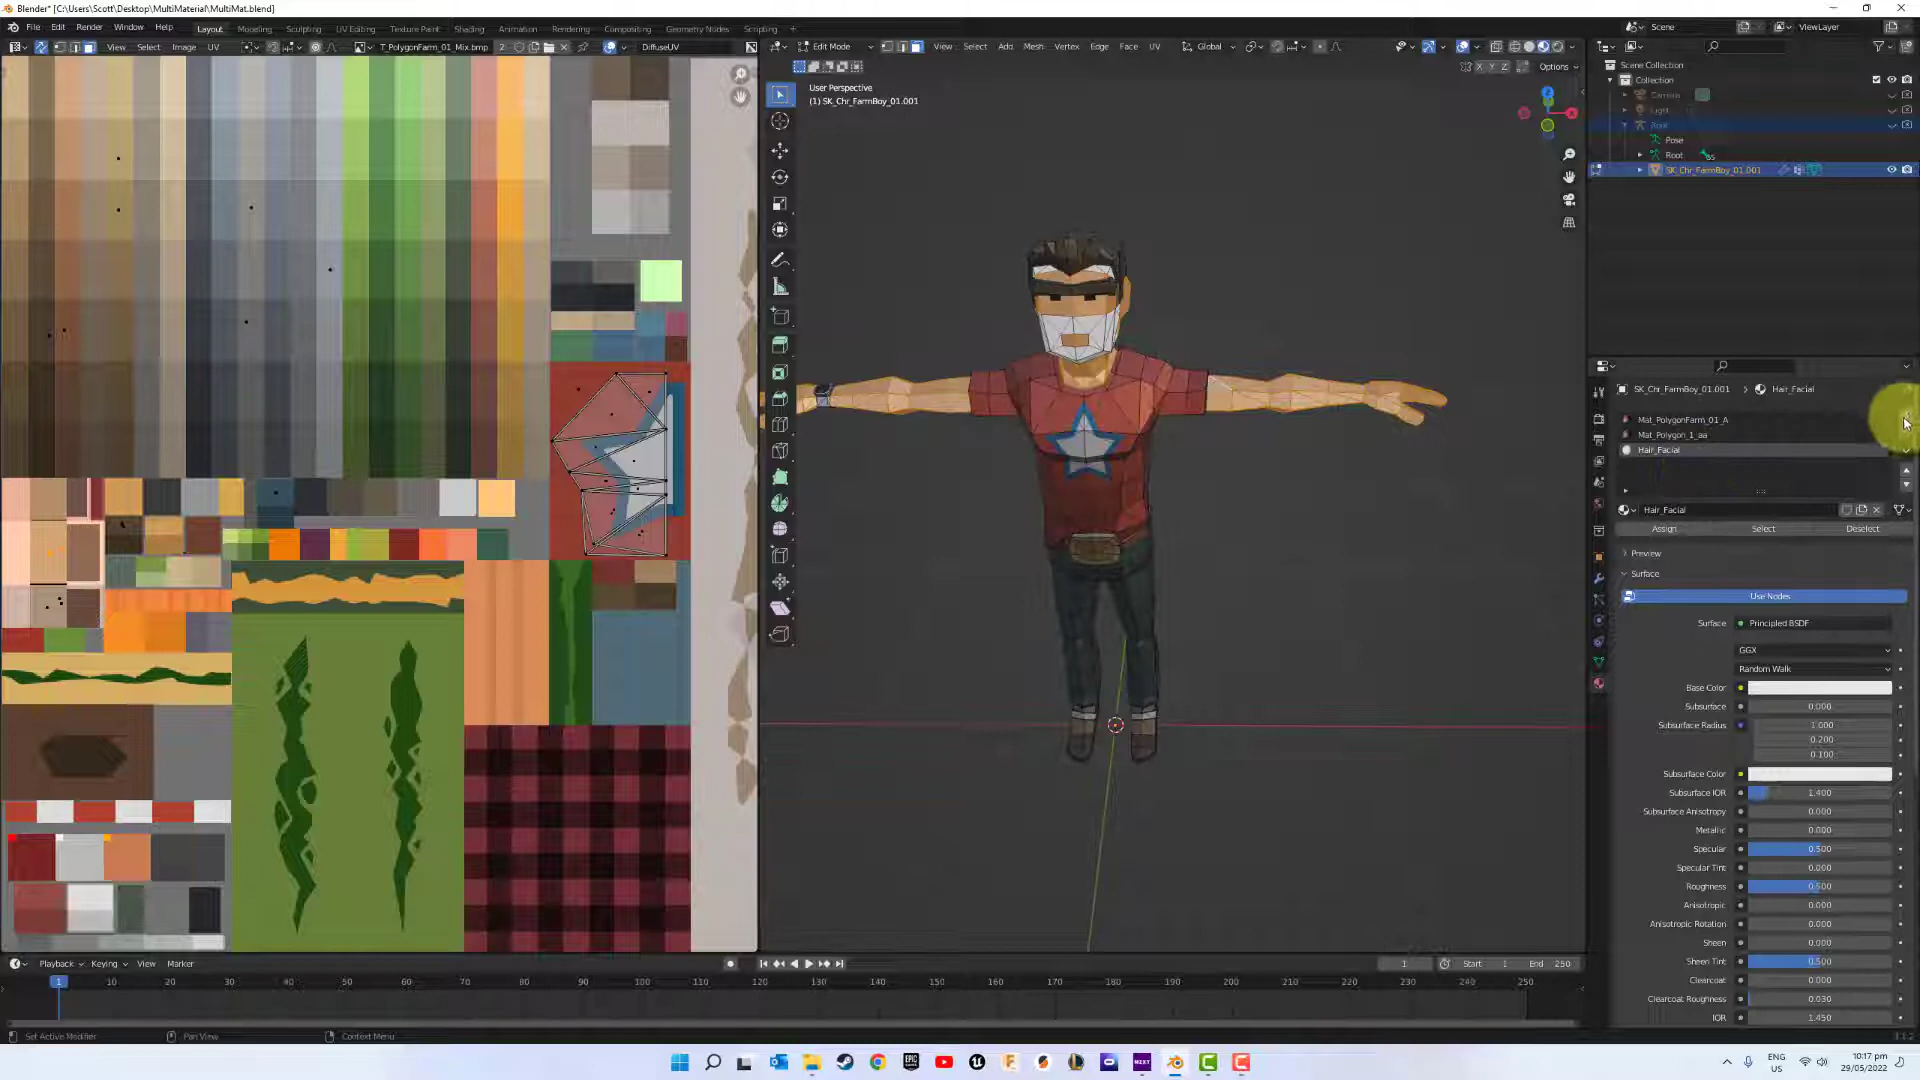 Blender* [C:\Users\Scott\Desktop\MultiMaterial\MultiMat.blend]
File Edit Render Window Help Layout Modeling Sculpting UV Editing Texture Paint Shading Animation Rendering Compositing Geometry Nodes Scripting + Scene ViewLayer
View Select Image UV T_PolygonFarm_01_Mix.bmp 2 DiffuseUV Edit Mode View Select Add Mesh Vertex Edge Face UV Global
X Y Z Options
User Perspective
(1) SK_Chr_FarmBoy_01.001
Scene Collection
Collection
Camera
Light
Root
Pose
Root
SK_Chr_FarmBoy_01.001
SK_Chr_FarmBoy_01.001 > Hair_Facial
Mat_PolygonFarm_01_A
Mat_Polygon_1_aa
Hair_Facial
Hair_Facial
Assign Select Deselect
Preview
Surface
Use Nodes
Surface Principled BSDF
GGX
Random Walk
Base Color
Subsurface 0.000
Subsurface Radius 1.000
0.200
0.100
Subsurface Color
Subsurface IOR 1.400
Subsurface Anisotropy 0.000
Metallic 0.000
Specular 0.500
Specular Tint 0.000
Roughness 0.500
Anisotropic 0.000
Anisotropic Rotation 0.000
Sheen 0.000
Sheen Tint 0.500
Clearcoat 0.000
Clearcoat Roughness 0.030
IOR 1.450
Playback Keying View Marker 1 Start 1 End 250
1 10 20 30 40 50 60 70 80 90 100 110 120 130 140 150 160 170 180 190 200 210 220 230 240 250
Set Active Modifier Pan View Context Menu
ENG
US
10:17 pm
29/05/2022